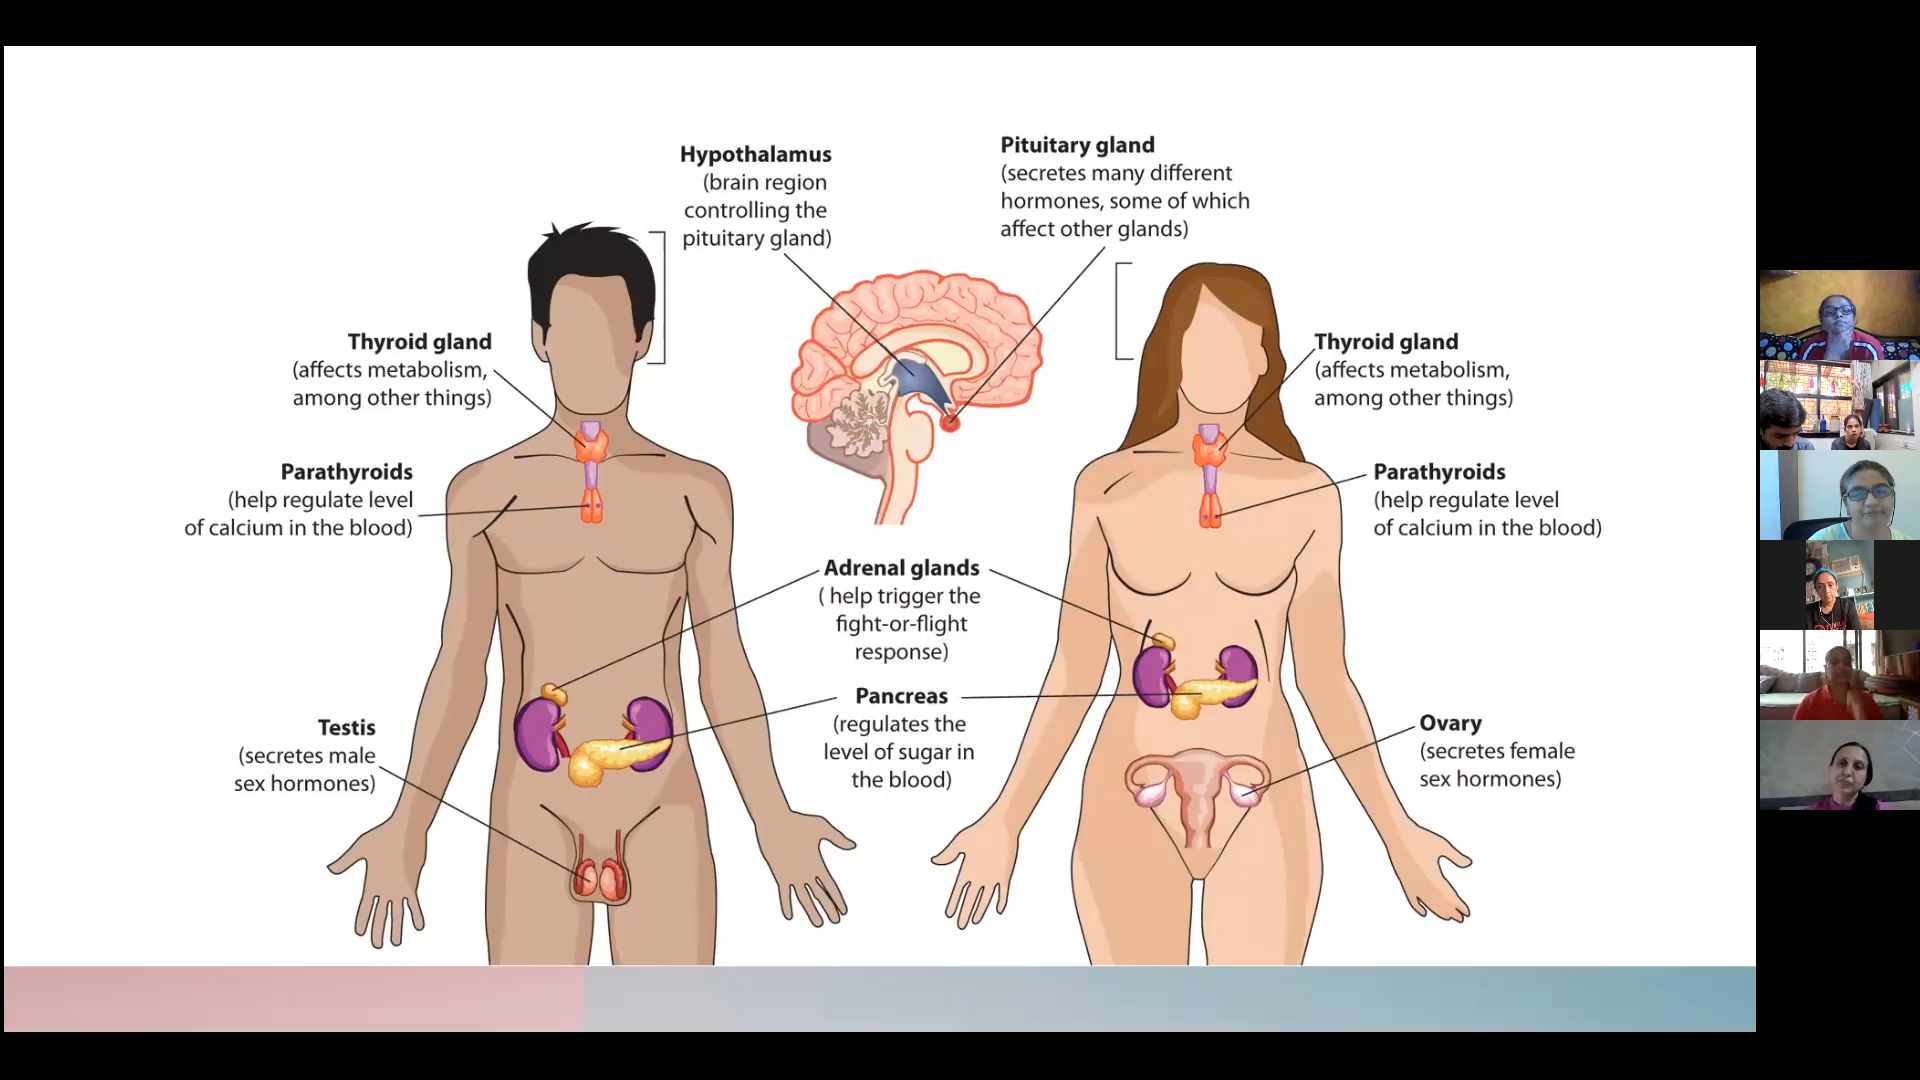 Hypothalamus
(brain region
controlling the
pituitary gland)
Pituitary gland
(secretes many different
hormones, some of which
affect other glands)
Thyroid gland
(affects metabolism,
among other things)
Thyroid gland
(affects metabolism,
among other things)
Parathyroids
(help regulate level
of calcium in the blood)
Parathyroids
(help regulate level
of calcium in the blood)
Adrenal glands
( help trigger the
fight-or-flight
response)
Pancreas
(regulates the
level of sugar in
the blood)
Testis
(secretes male
sex hormones)
Ovary
(secretes female
sex hormones)